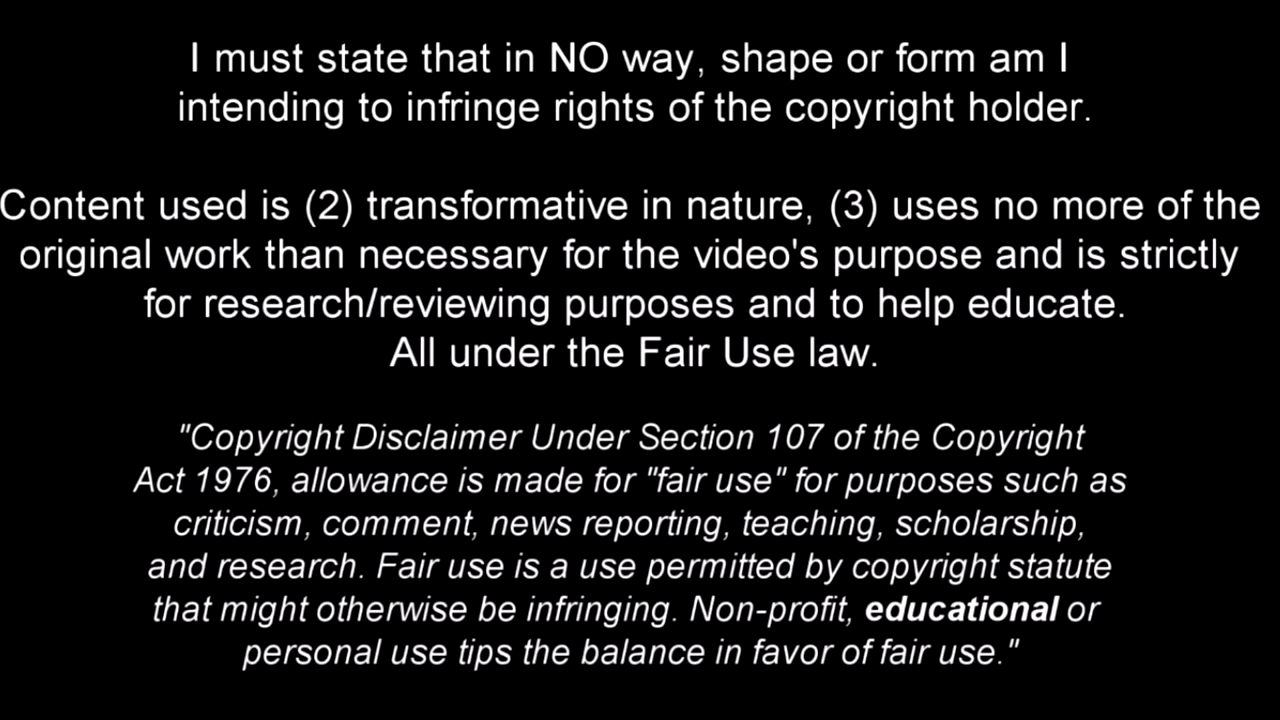 I must state that in NO way, shape or form am I
intending to infringe rights of the copyright holder.
Content used is (2) transformative in nature, (3) uses no more of the
original work than necessary for the video's purpose and is strictly
for research/reviewing purposes and to help educate.
All under the Fair Use law.
"Copyright Disclaimer Under Section 107 of the Copyright
Act 1976, allowance is made for "fair use" for purposes such as
criticism, comment, news reporting, teaching, scholarship,
and research. Fair use is a use permitted by copyright statute
that might otherwise be infringing. Non-profit, educational or
personal use tips the balance in favor of fair use."